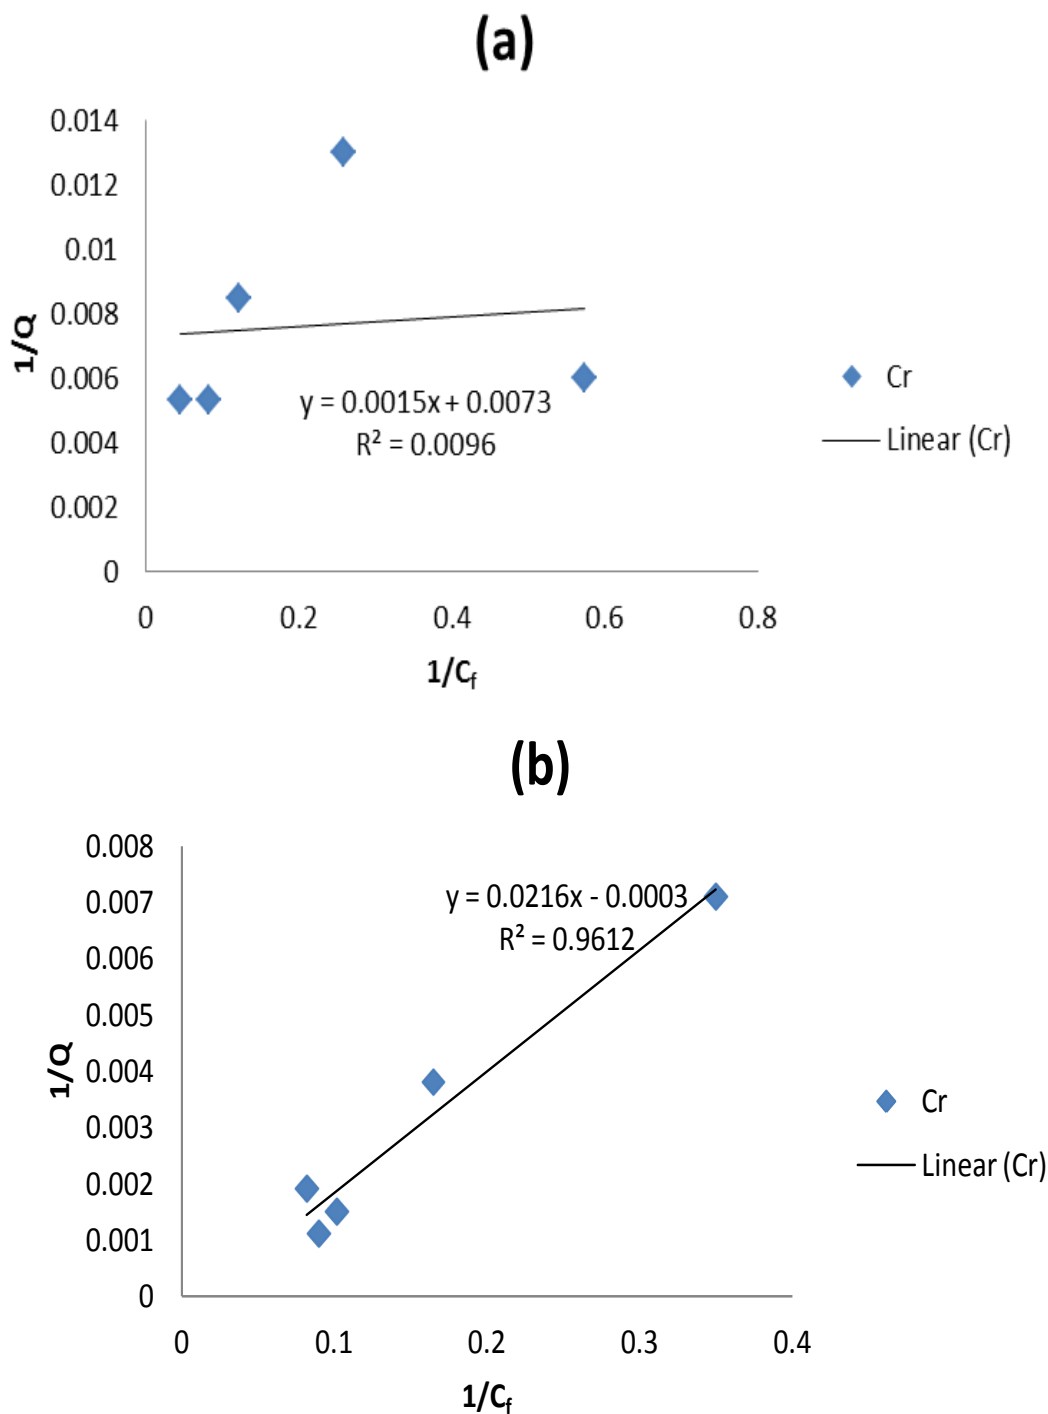 (a)
0.014
0.012
0.01
0.008
0.006
0.004
0.002
0
1/Q
y = 0.0015x + 0.0073
R² = 0.0096
Cr
Linear (Cr)
0 0.2 0.4 0.6 0.8
1/Cf
(b)
0.008
0.007
0.006
0.005
0.004
0.003
0.002
0.001
0
1/Q
y = 0.0216x - 0.0003
R² = 0.9612
Cr
Linear (Cr)
0 0.1 0.2 0.3 0.4
1/Cf